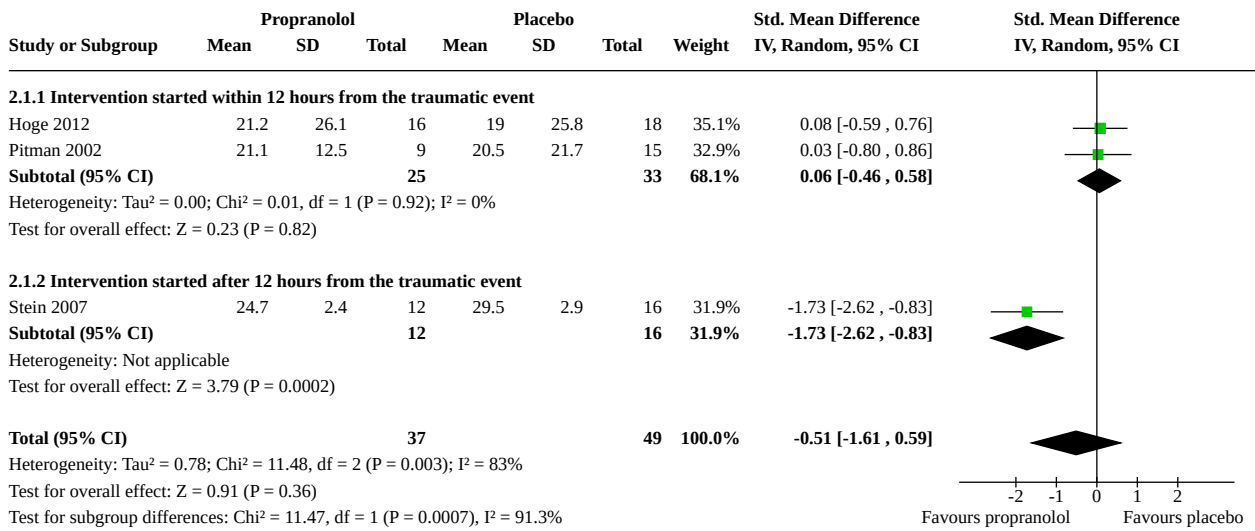 Propranolol Placebo Std. Mean Difference Std. Mean Difference
Study or Subgroup Mean SD Total Mean SD Total Weight IV, Random, 95% CI IV, Random, 95% CI
2.1.1 Intervention started within 12 hours from the traumatic event
Hoge 2012 21.2 26.1 16 19 25.8 18 35.1% 0.08 [-0.59 , 0.76]
Pitman 2002 21.1 12.5 9 20.5 21.7 15 32.9% 0.03 [-0.80 , 0.86]
Subtotal (95% CI) 25 33 68.1% 0.06 [-0.46 , 0.58]
Heterogeneity: Tau² = 0.00; Chi² = 0.01, df = 1 (P = 0.92); I² = 0%
Test for overall effect: Z = 0.23 (P = 0.82)
2.1.2 Intervention started after 12 hours from the traumatic event
Stein 2007 24.7 2.4 12 29.5 2.9 16 31.9% -1.73 [-2.62 , -0.83]
Subtotal (95% CI) 12 16 31.9% -1.73 [-2.62 , -0.83]
Heterogeneity: Not applicable
Test for overall effect: Z = 3.79 (P = 0.0002)
Total (95% CI) 37 49 100.0% -0.51 [-1.61 , 0.59]
Heterogeneity: Tau² = 0.78; Chi² = 11.48, df = 2 (P = 0.003); I² = 83%
Test for overall effect: Z = 0.91 (P = 0.36)
-2 -1 0 1 2
Test for subgroup differences: Chi² = 11.47, df = 1 (P = 0.0007), I² = 91.3% Favours propranolol Favours placebo